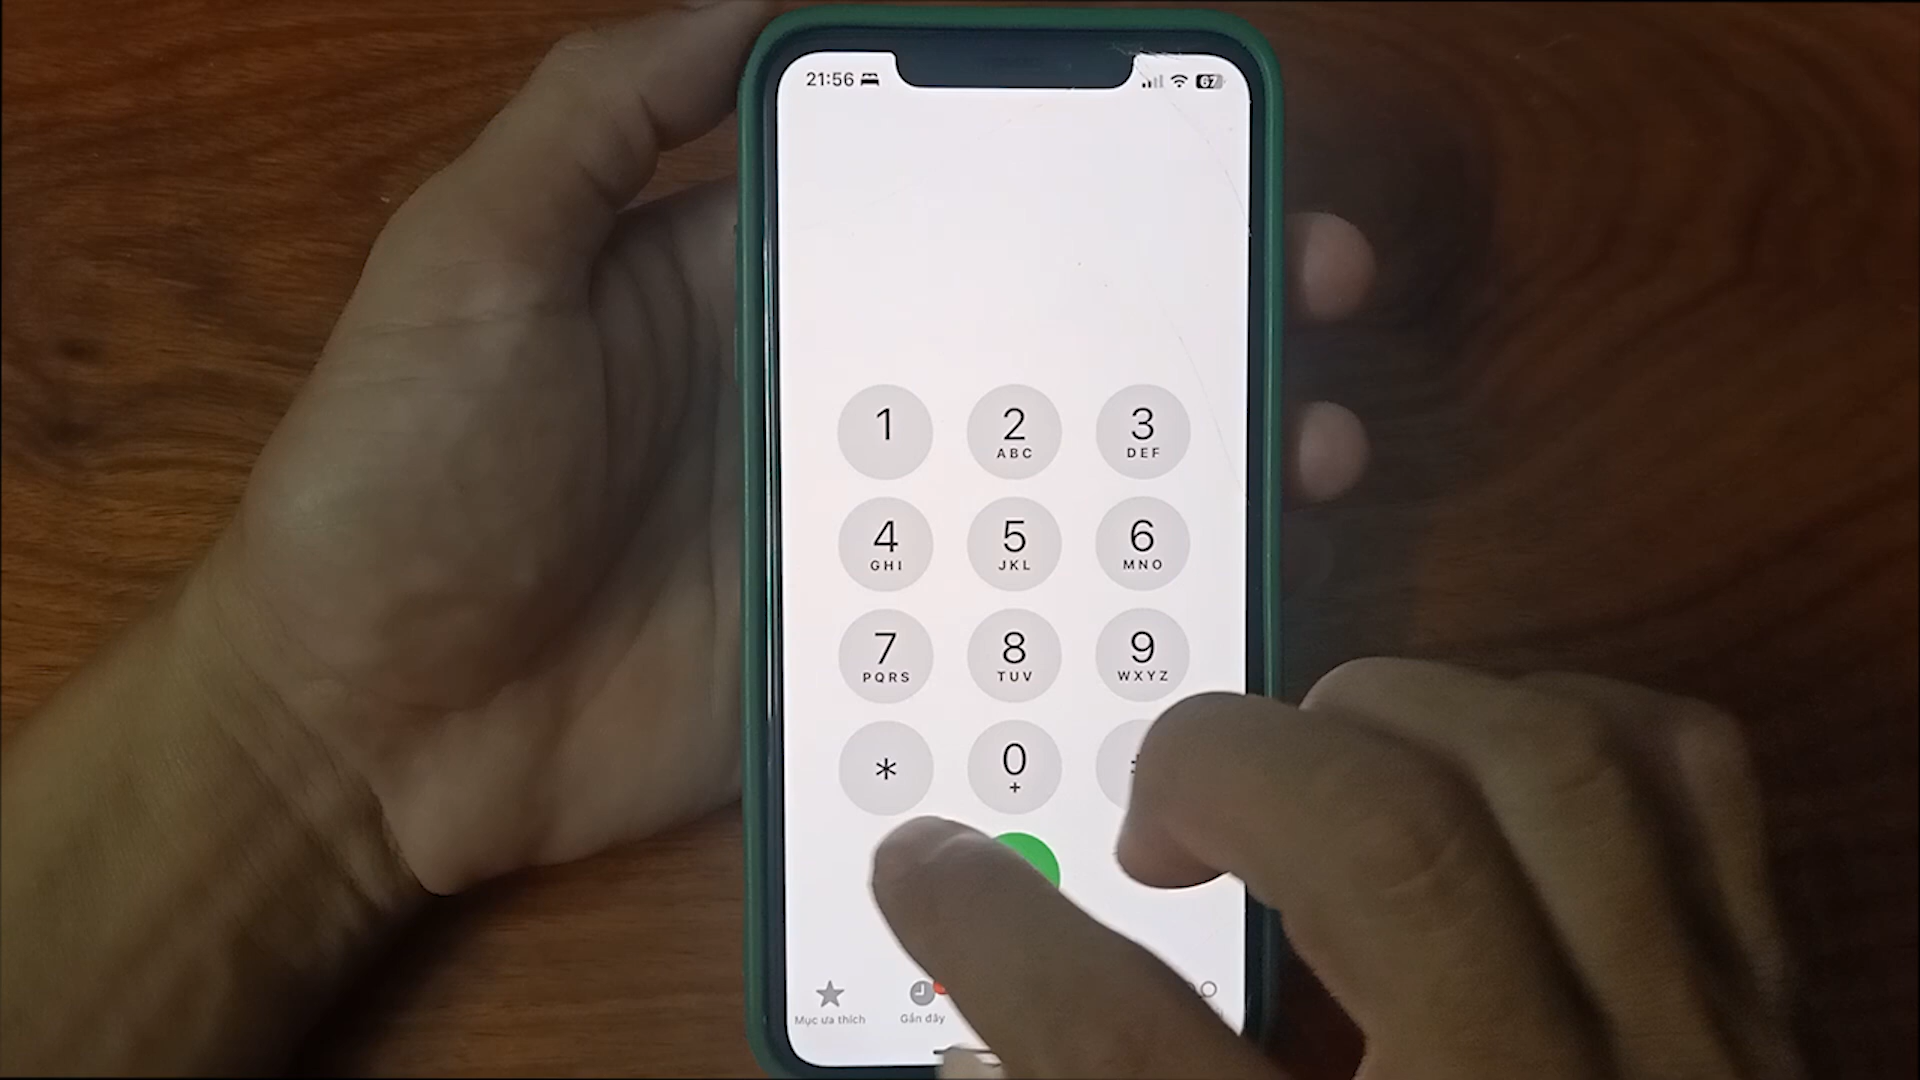 21:56
67
1
2
ABC
3
DEF
4
GHI
5
JKL
6
MNO
7
PQRS
8
TUV
9
WXYZ
*
0
+
Mục ưa thích
Gần đây